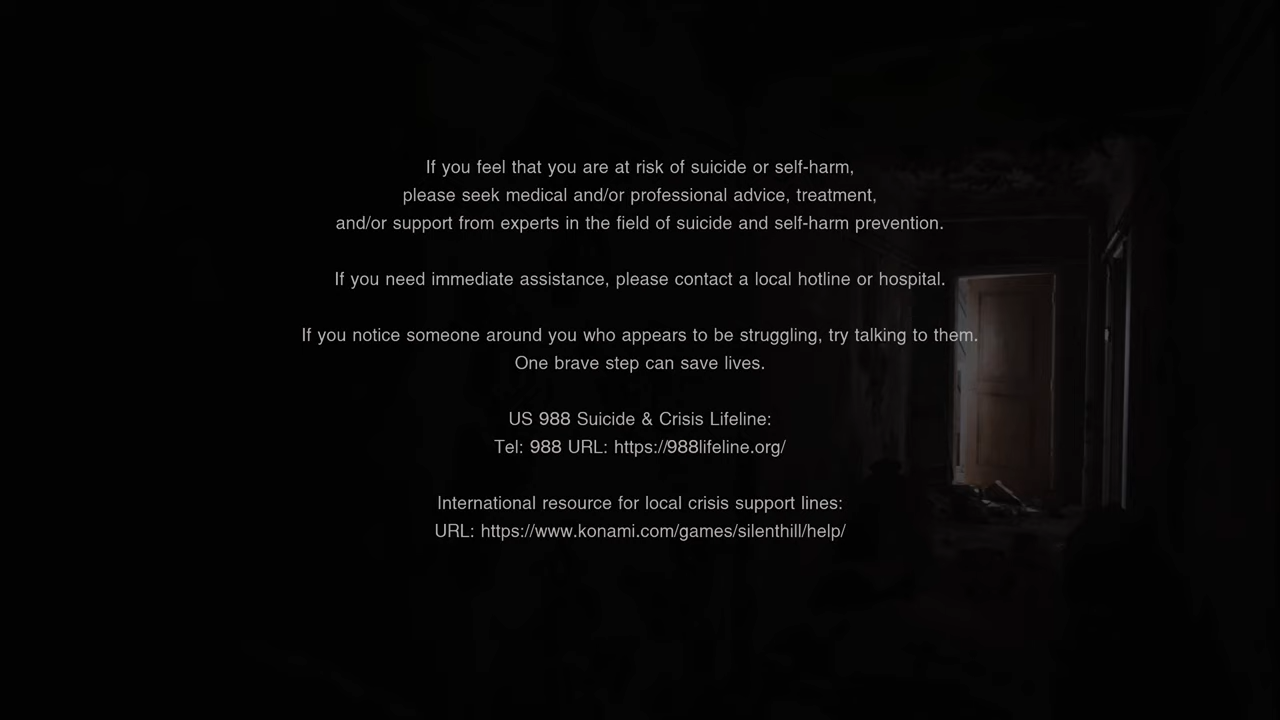 If you feel that you are at risk of suicide or self-harm,
please seek medical and/or professional advice, treatment,
and/or support from experts in the field of suicide and self-harm prevention.
If you need immediate assistance, please contact a local hotline or hospital.
If you notice someone around you who appears to be struggling, try talking to them.
One brave step can save lives.
US 988 Suicide & Crisis Lifeline:
Tel: 988 URL: https://988lifeline.org/
International resource for local crisis support lines:
URL: https://www.konami.com/games/silenthill/help/